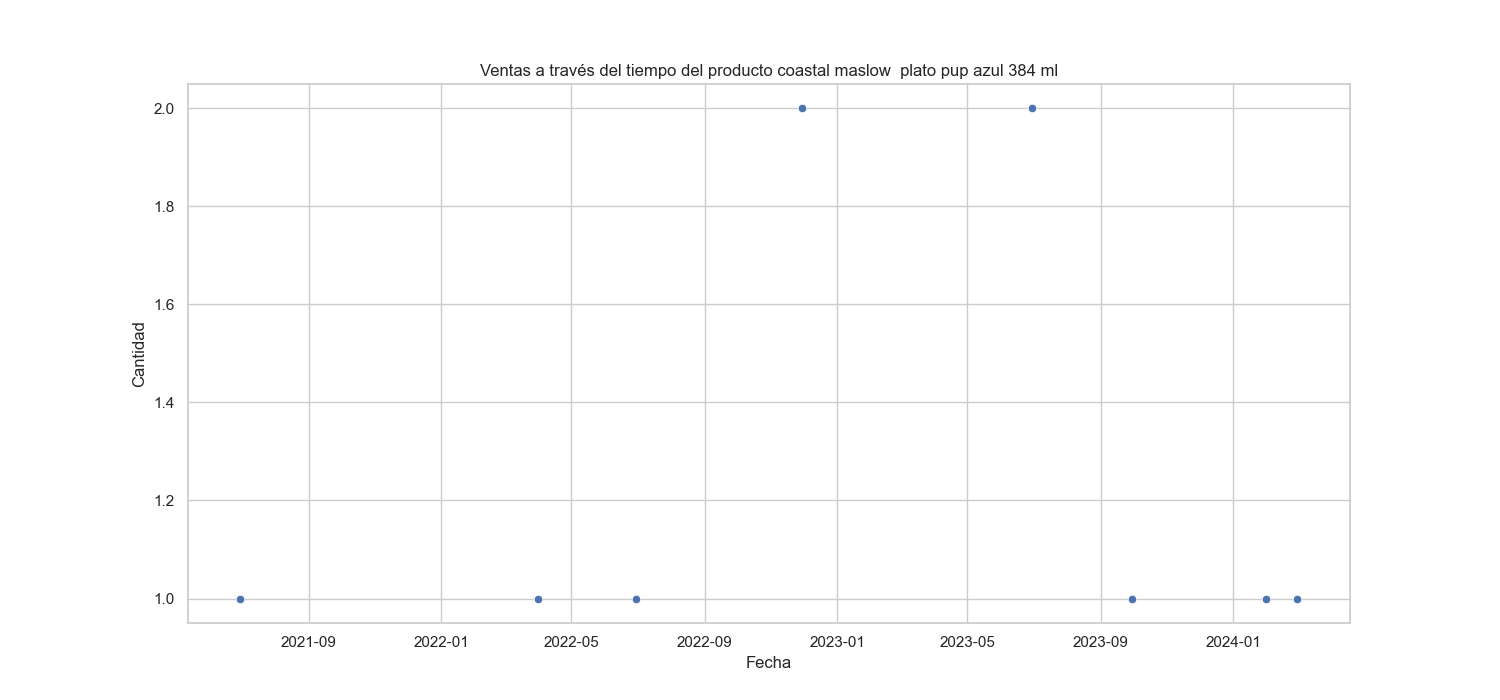 Ventas a través del tiempo del producto coastal maslow  plato pup azul 384 ml
2.0
1.8
1.6
1.4
1.2
1.0
Cantidad
2021-09 2022-01 2022-05 2022-09 2023-01 2023-05 2023-09 2024-01
Fecha